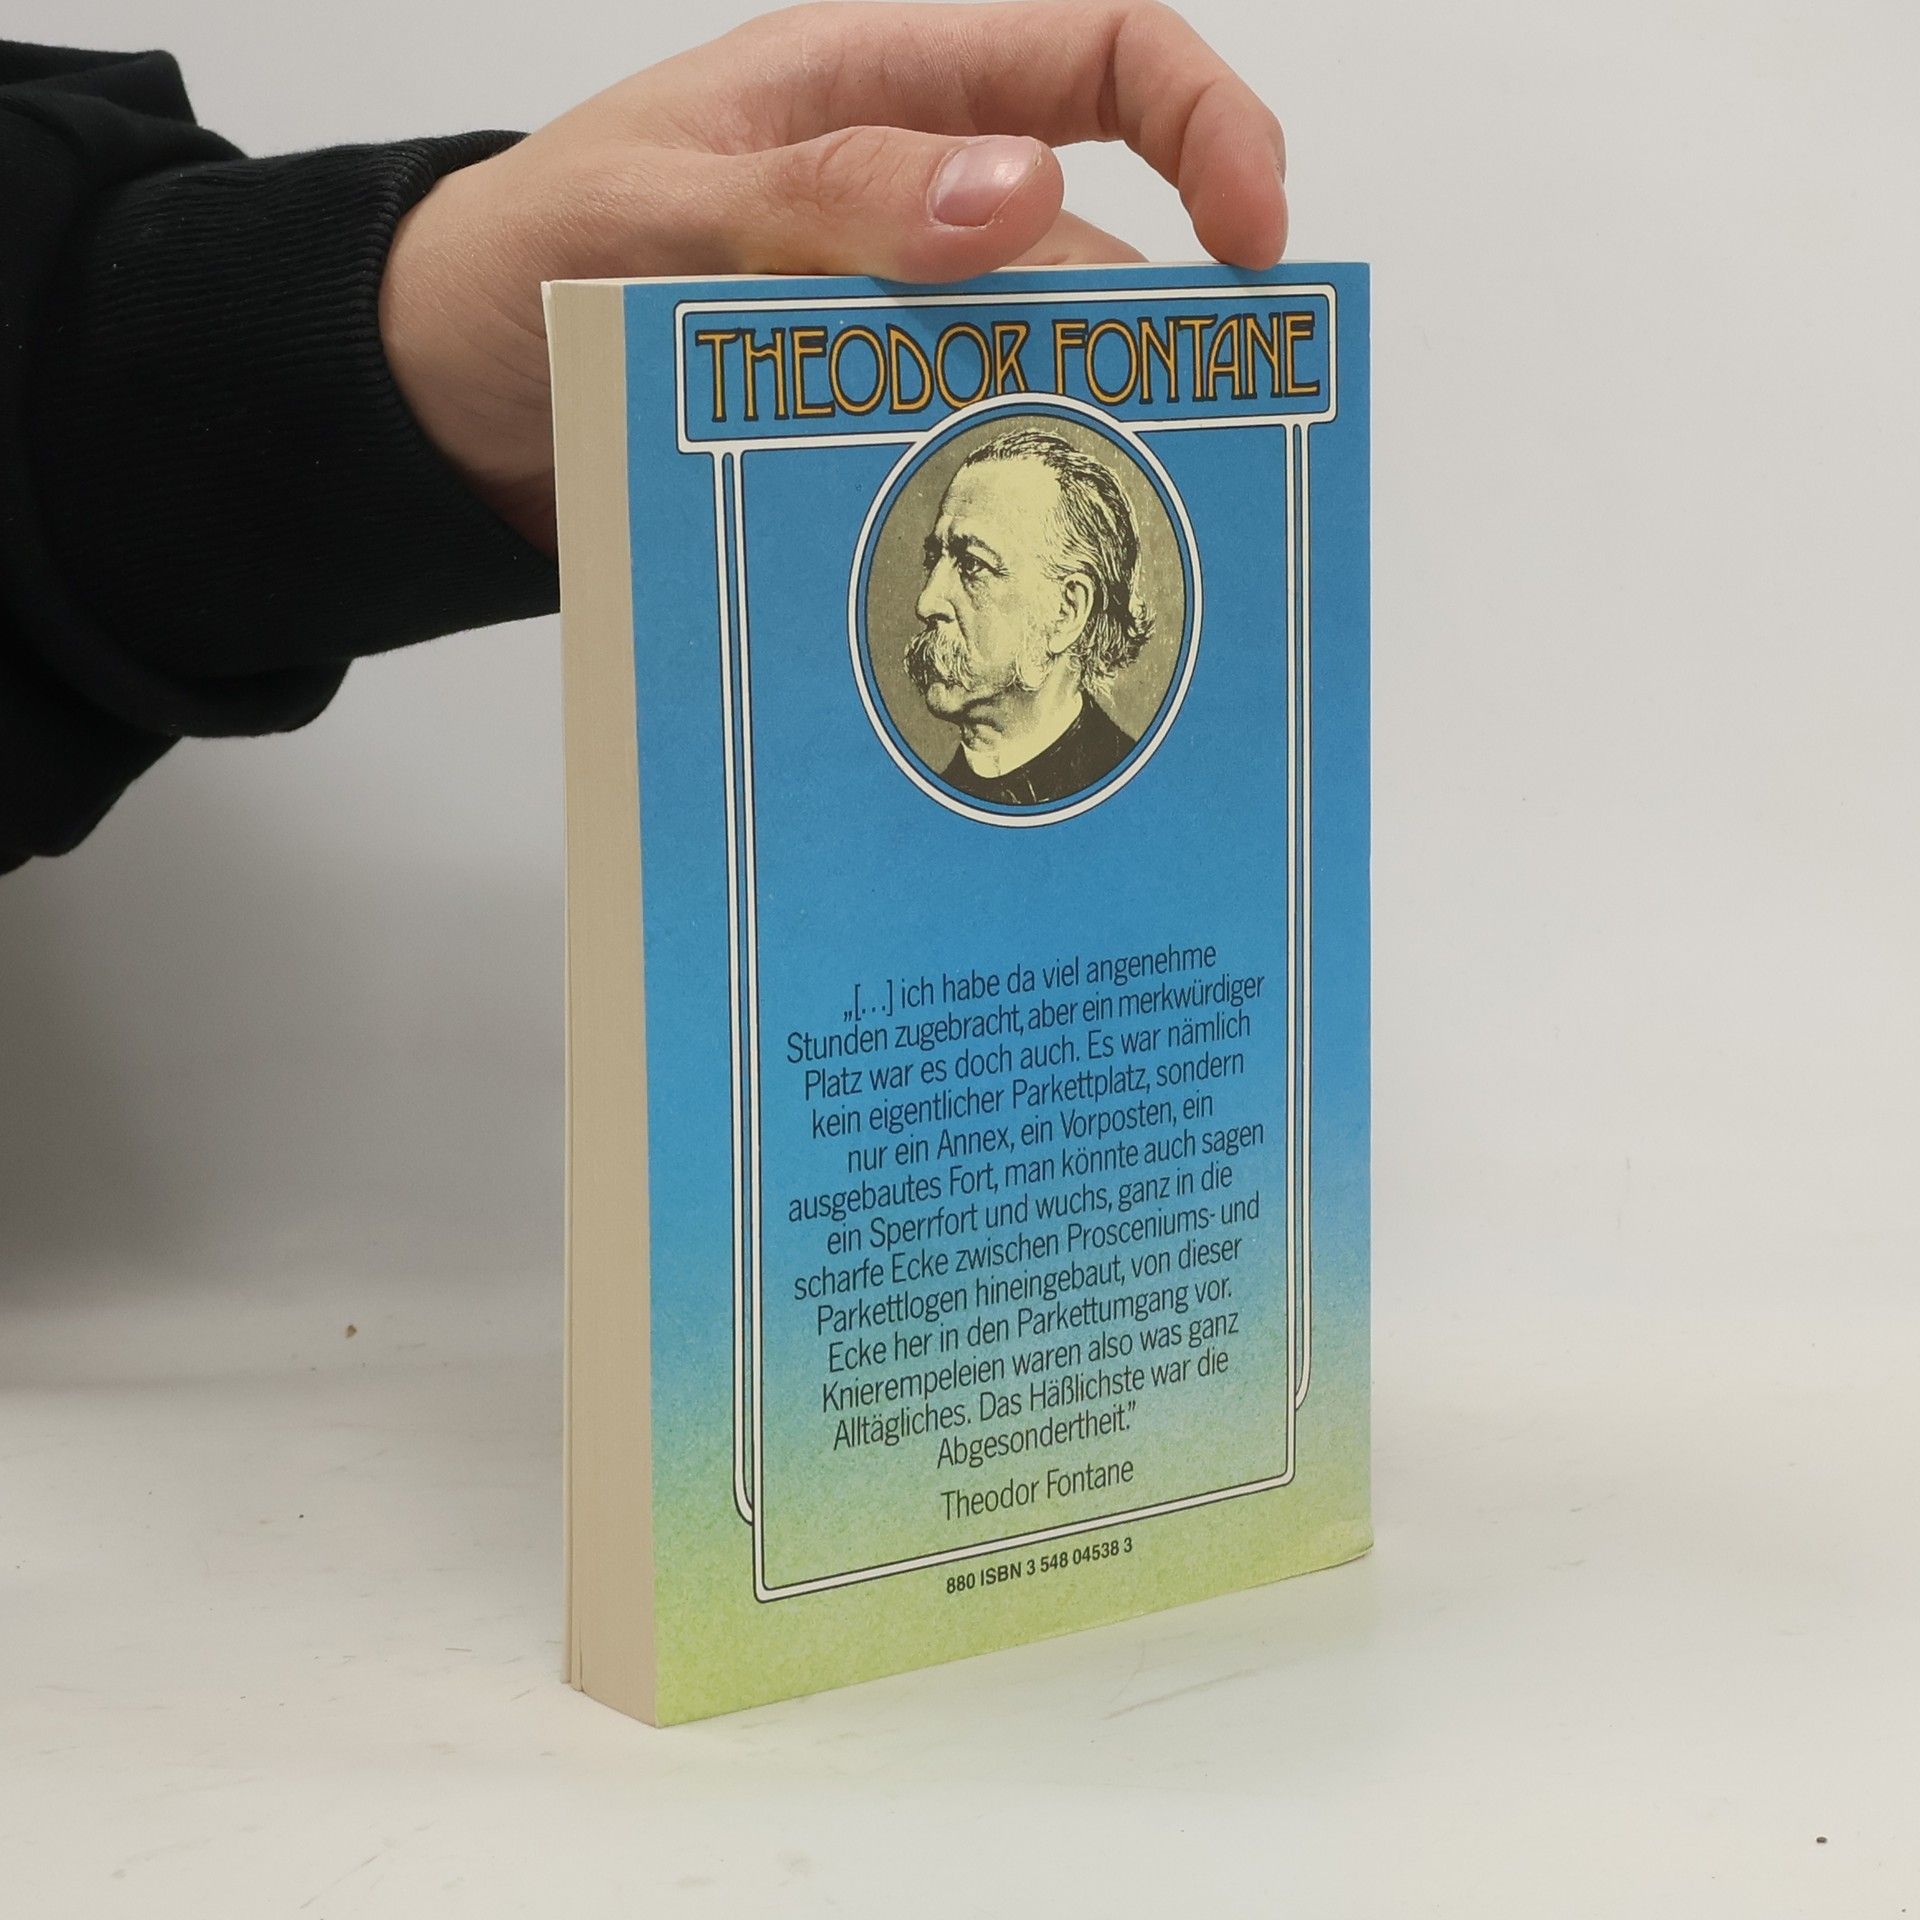 THEODOR FONTANE
„[...] ich habe da viel angenehme
Stunden zugebracht, aber ein merkwürdiger
Platz war es doch auch. Es war nämlich
kein eigentlicher Parkettplatz, sondern
nur ein Annex, ein Vorposten, ein
ausgebautes Fort, man könnte auch sagen
ein Sperrfort und wuchs, ganz in die
scharfe Ecke zwischen Prosceniums- und
Parkettlogen hineingebaut, von dieser
Ecke her in den Parkettumgang vor.
Knierempeleien waren also was ganz
Alltägliches. Das Häßlichste war die
Abgesondertheit.”
Theodor Fontane
880 ISBN 3 548 04538 3